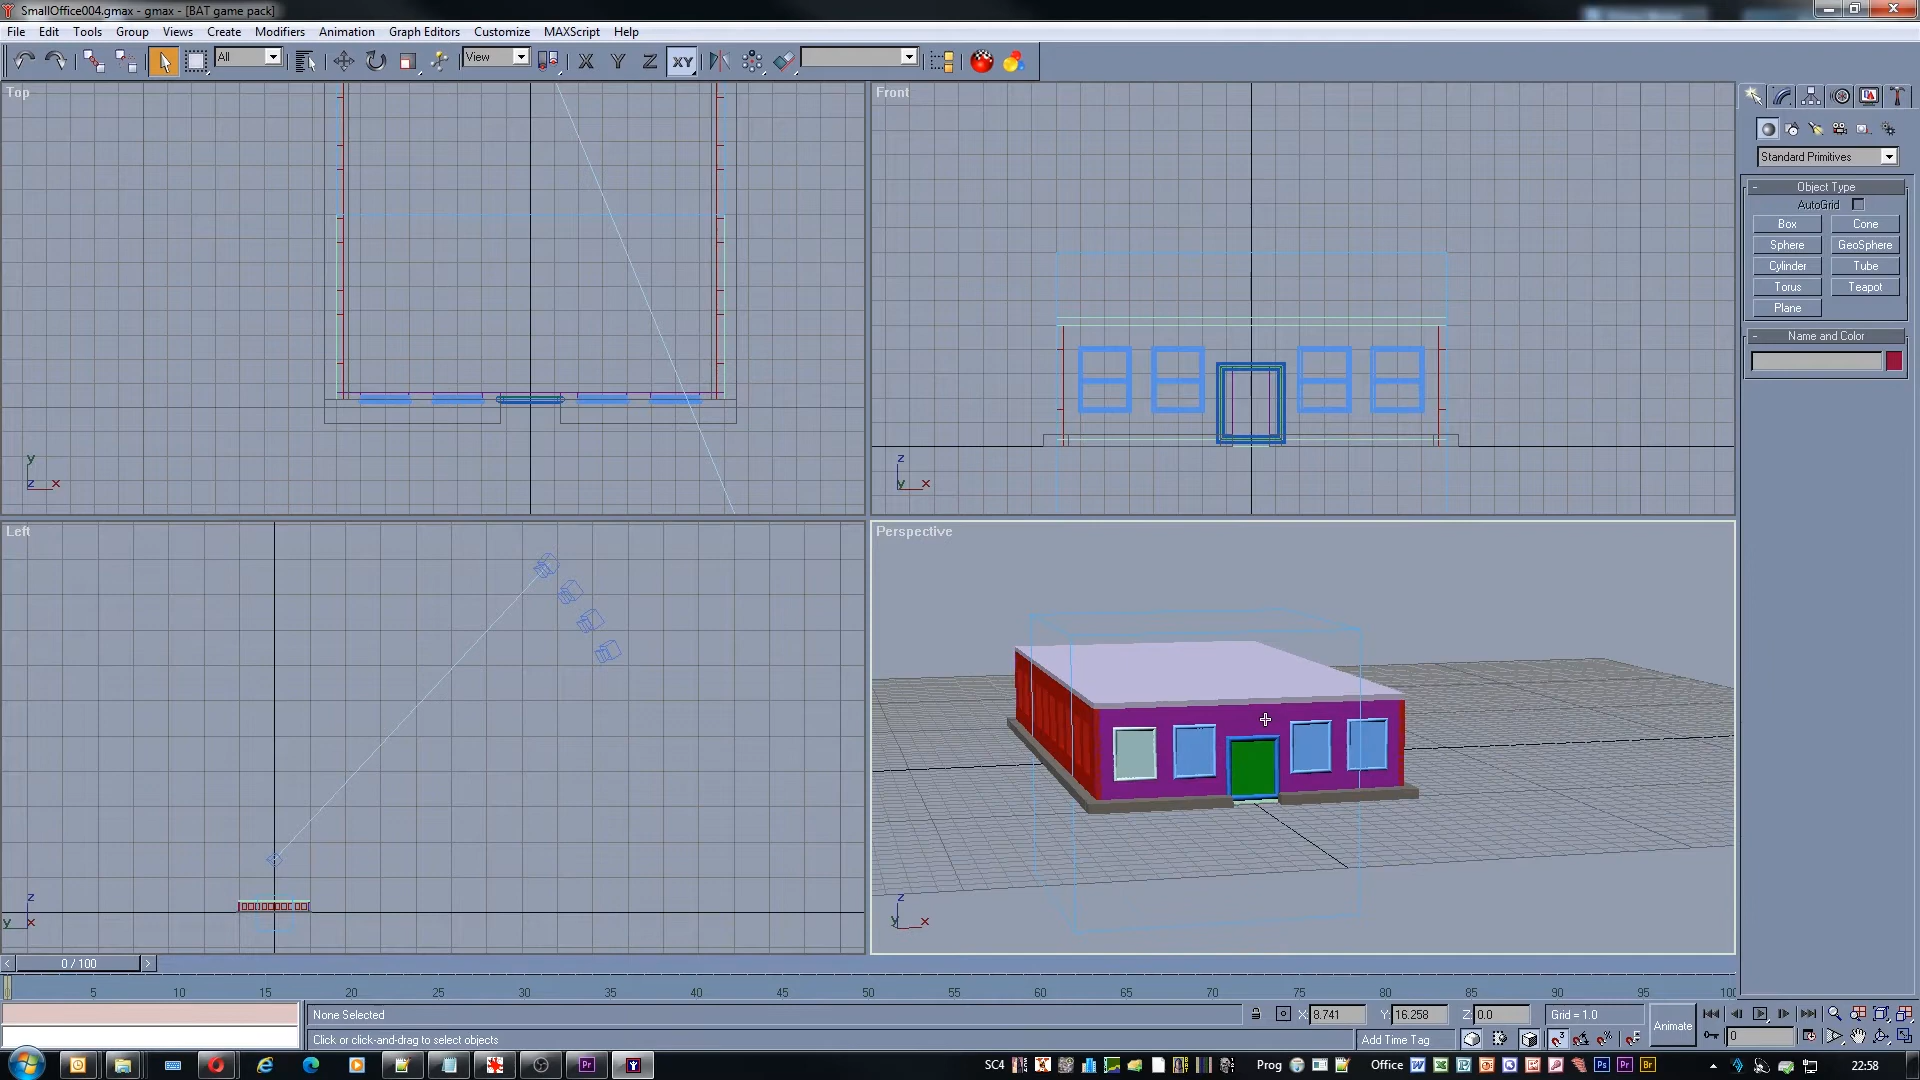 SmallOffice004.gmax - gmax - [BAT game pack]
File Edit Tools Group Views Create Modifiers Animation Graph Editors Customize MAXScript Help
All View X Y Z XY
Top
Front
Standard Primitives
- Object Type
AutoGrid
Box Cone
Sphere GeoSphere
Cylinder Tube
Torus Teapot
Plane
- Name and Color
y
z x
z
y x
Left
Perspective
z
y x
z
y x
< 0 / 100 >
5 10 15 20 25 30 35 40 45 50 55 60 65 70 75 80 85 90 95 100
None Selected X: 8.741 Y: 16.258 Z: 0.0 Grid = 1.0 Animate
Click or click-and-drag to select objects Add Time Tag 0
SC4 Prog Office 22:58